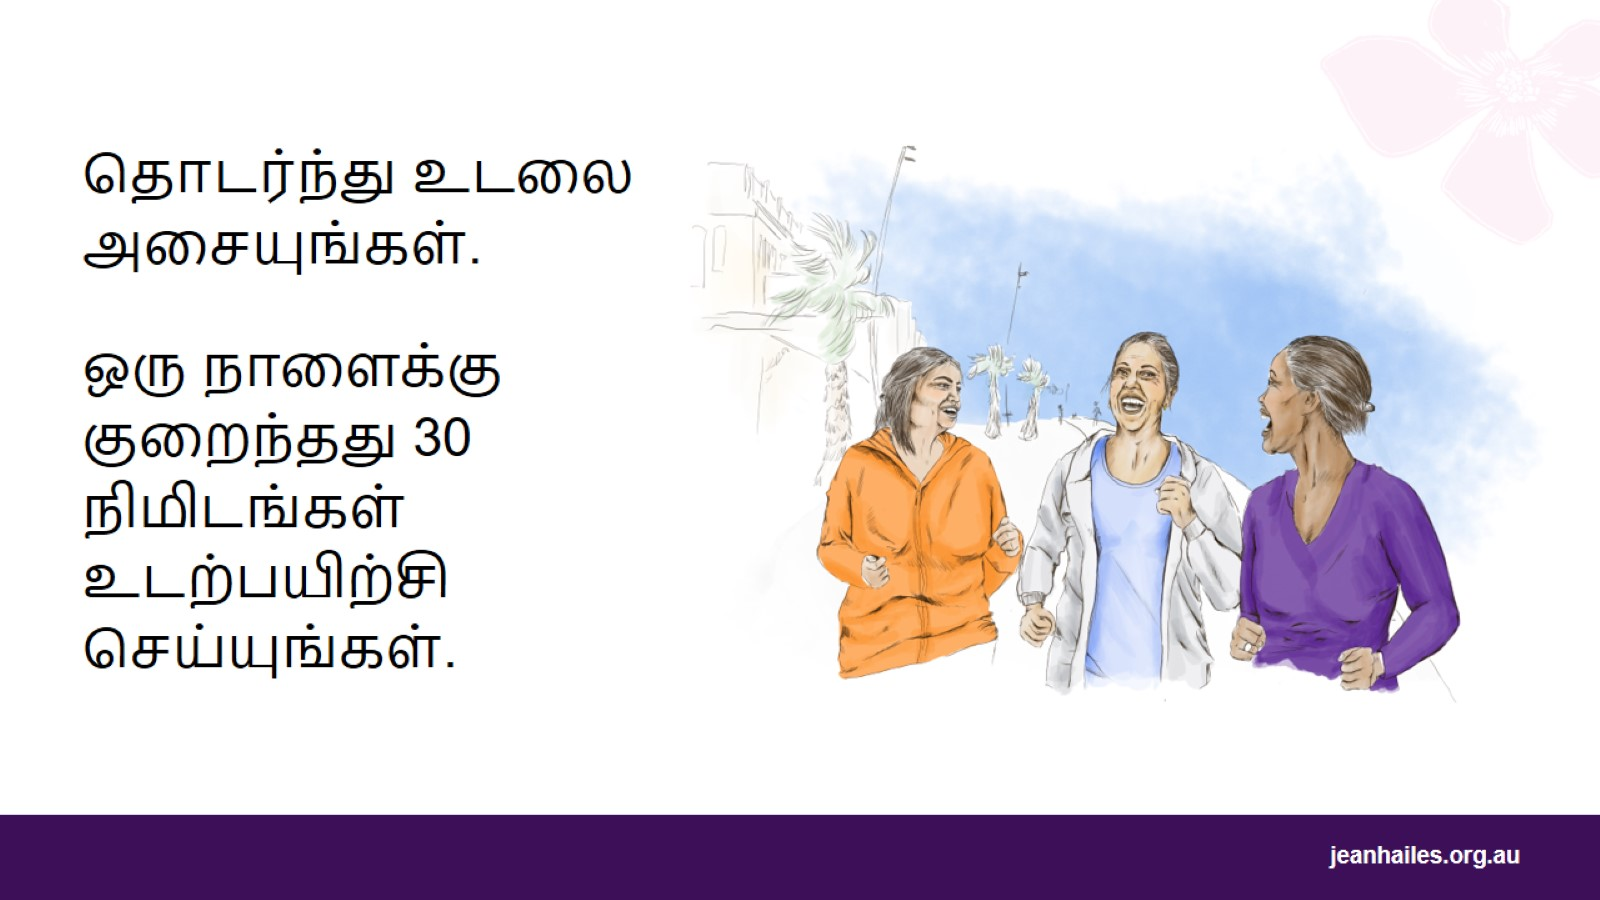 தொடர்ந்து உடலை
அசையுங்கள்.
ஒரு நாளைக்கு
குறைந்தது 30
நிமிடங்கள்
உடற்பயிற்சி
செய்யுங்கள்.
jeanhailes.org.au